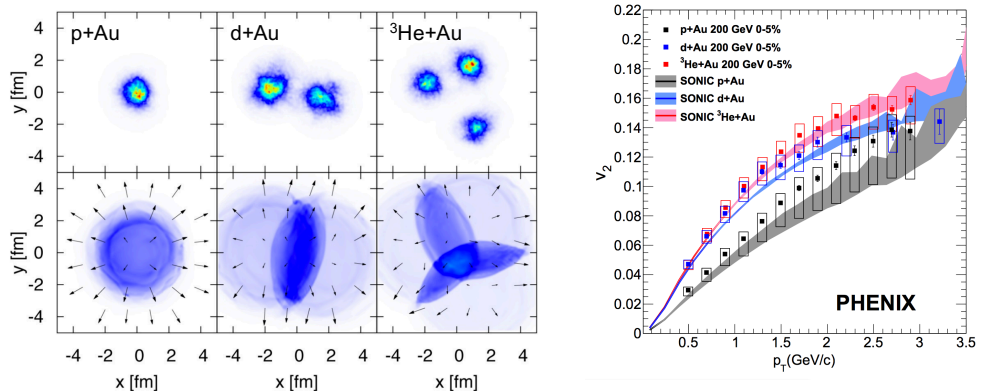 p+Au
d+Au
³He+Au
y [fm]
4
2
0
-2
-4
y [fm]
4
2
0
-2
-4
-4 -2 0 2 4
-4 -2 0 2 4
-4 -2 0 2 4
x [fm]
x [fm]
x [fm]
v₂
0.22
0.2
0.18
0.16
0.14
0.12
0.1
0.08
0.06
0.04
0.02
0
p+Au 200 GeV 0-5%
d+Au 200 GeV 0-5%
³He+Au 200 GeV 0-5%
SONIC p+Au
SONIC d+Au
SONIC ³He+Au
PHENIX
0.5 1 1.5 2 2.5 3 3.5
p_T(GeV/c)